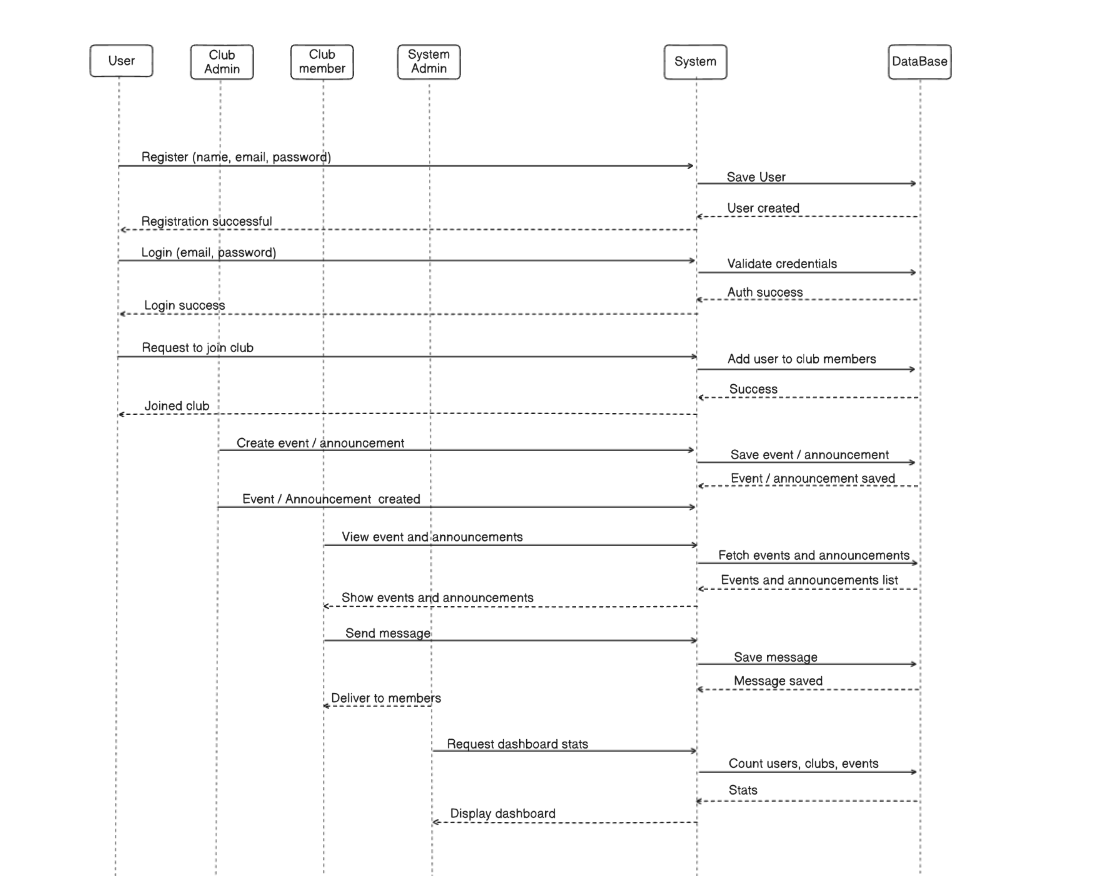 User
Club
Admin
Club
member
System
Admin
System
DataBase
Register (name, email, password)
Save User
User created
Registration successful
Login (email, password)
Validate credentials
Auth success
Login success
Request to join club
Add user to club members
Success
Joined club
Create event / announcement
Save event / announcement
Event / announcement saved
Event / Announcement created
View event and announcements
Fetch events and announcements
Events and announcements list
Show events and announcements
Send message
Save message
Message saved
Deliver to members
Request dashboard stats
Count users, clubs, events
Stats
Display dashboard